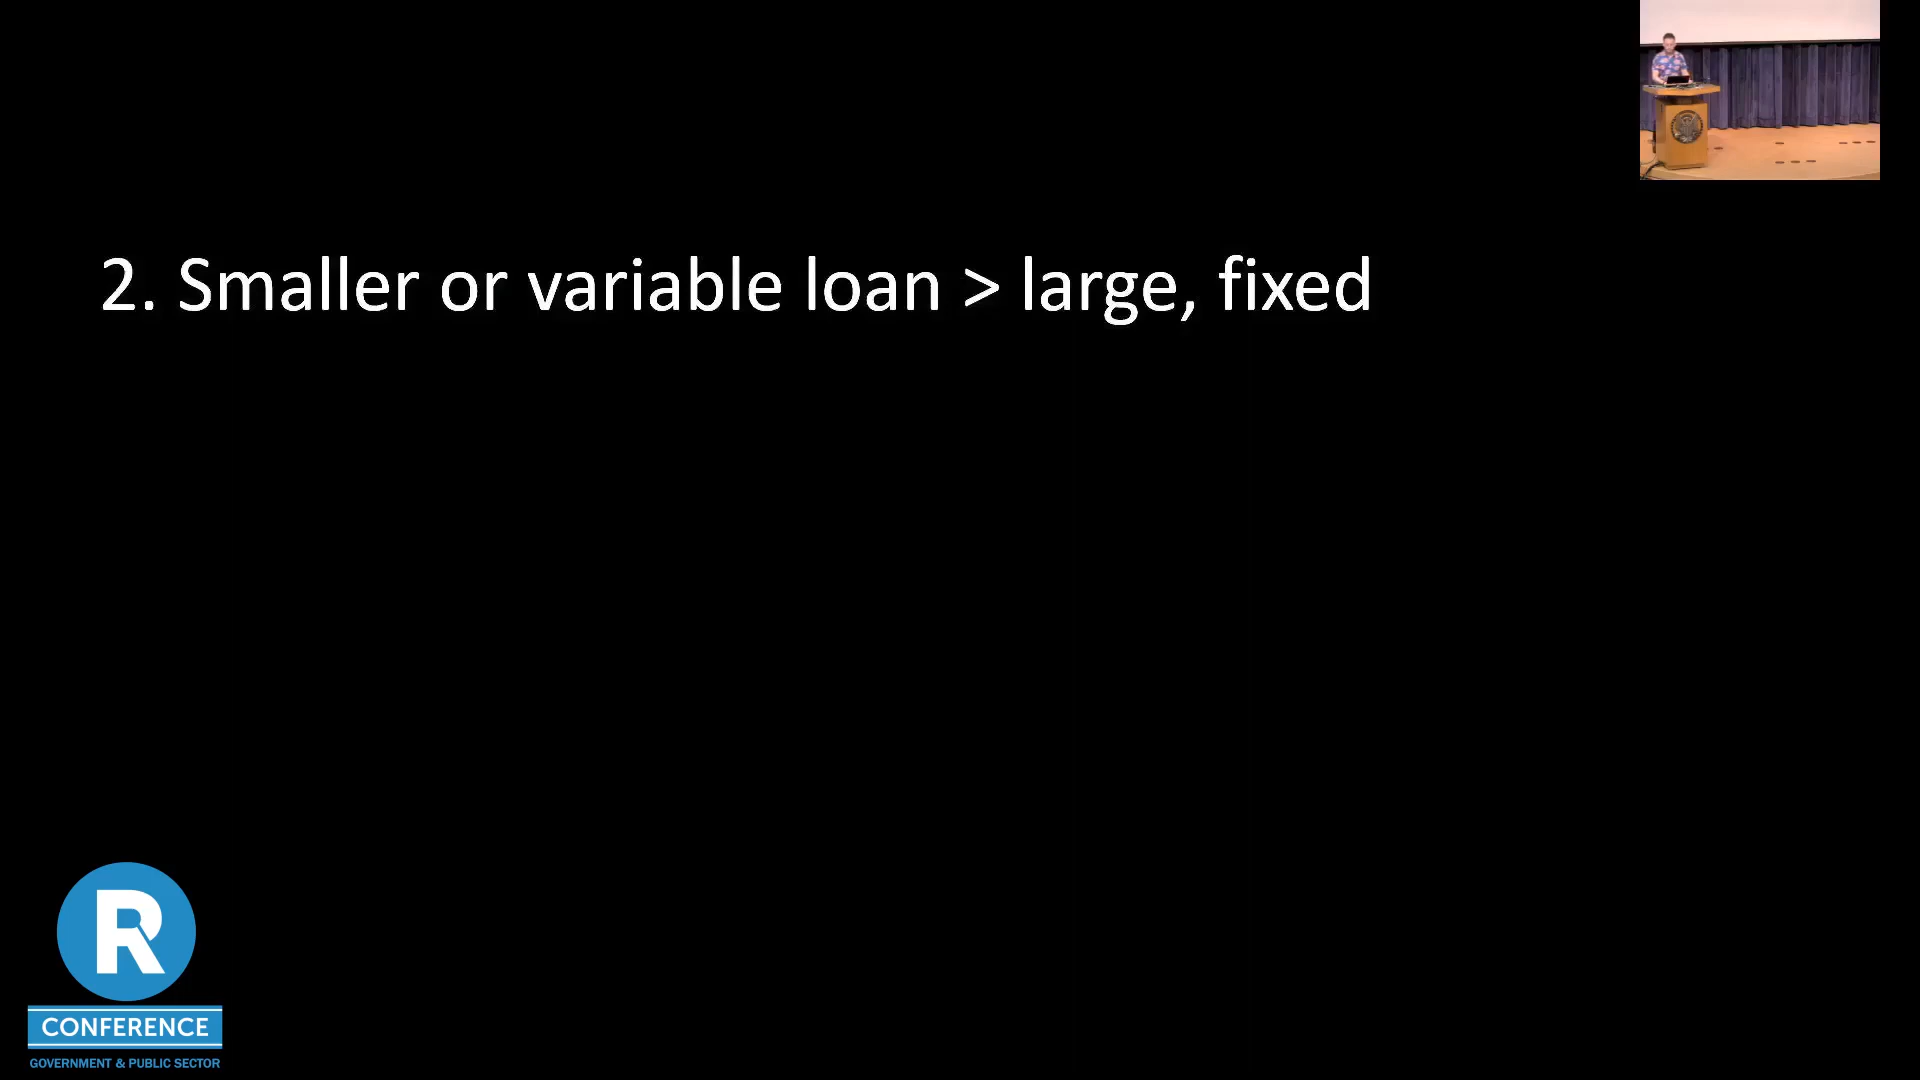 2. Smaller or variable loan > large, fixed
R
CONFERENCE
GOVERNMENT & PUBLIC SECTOR